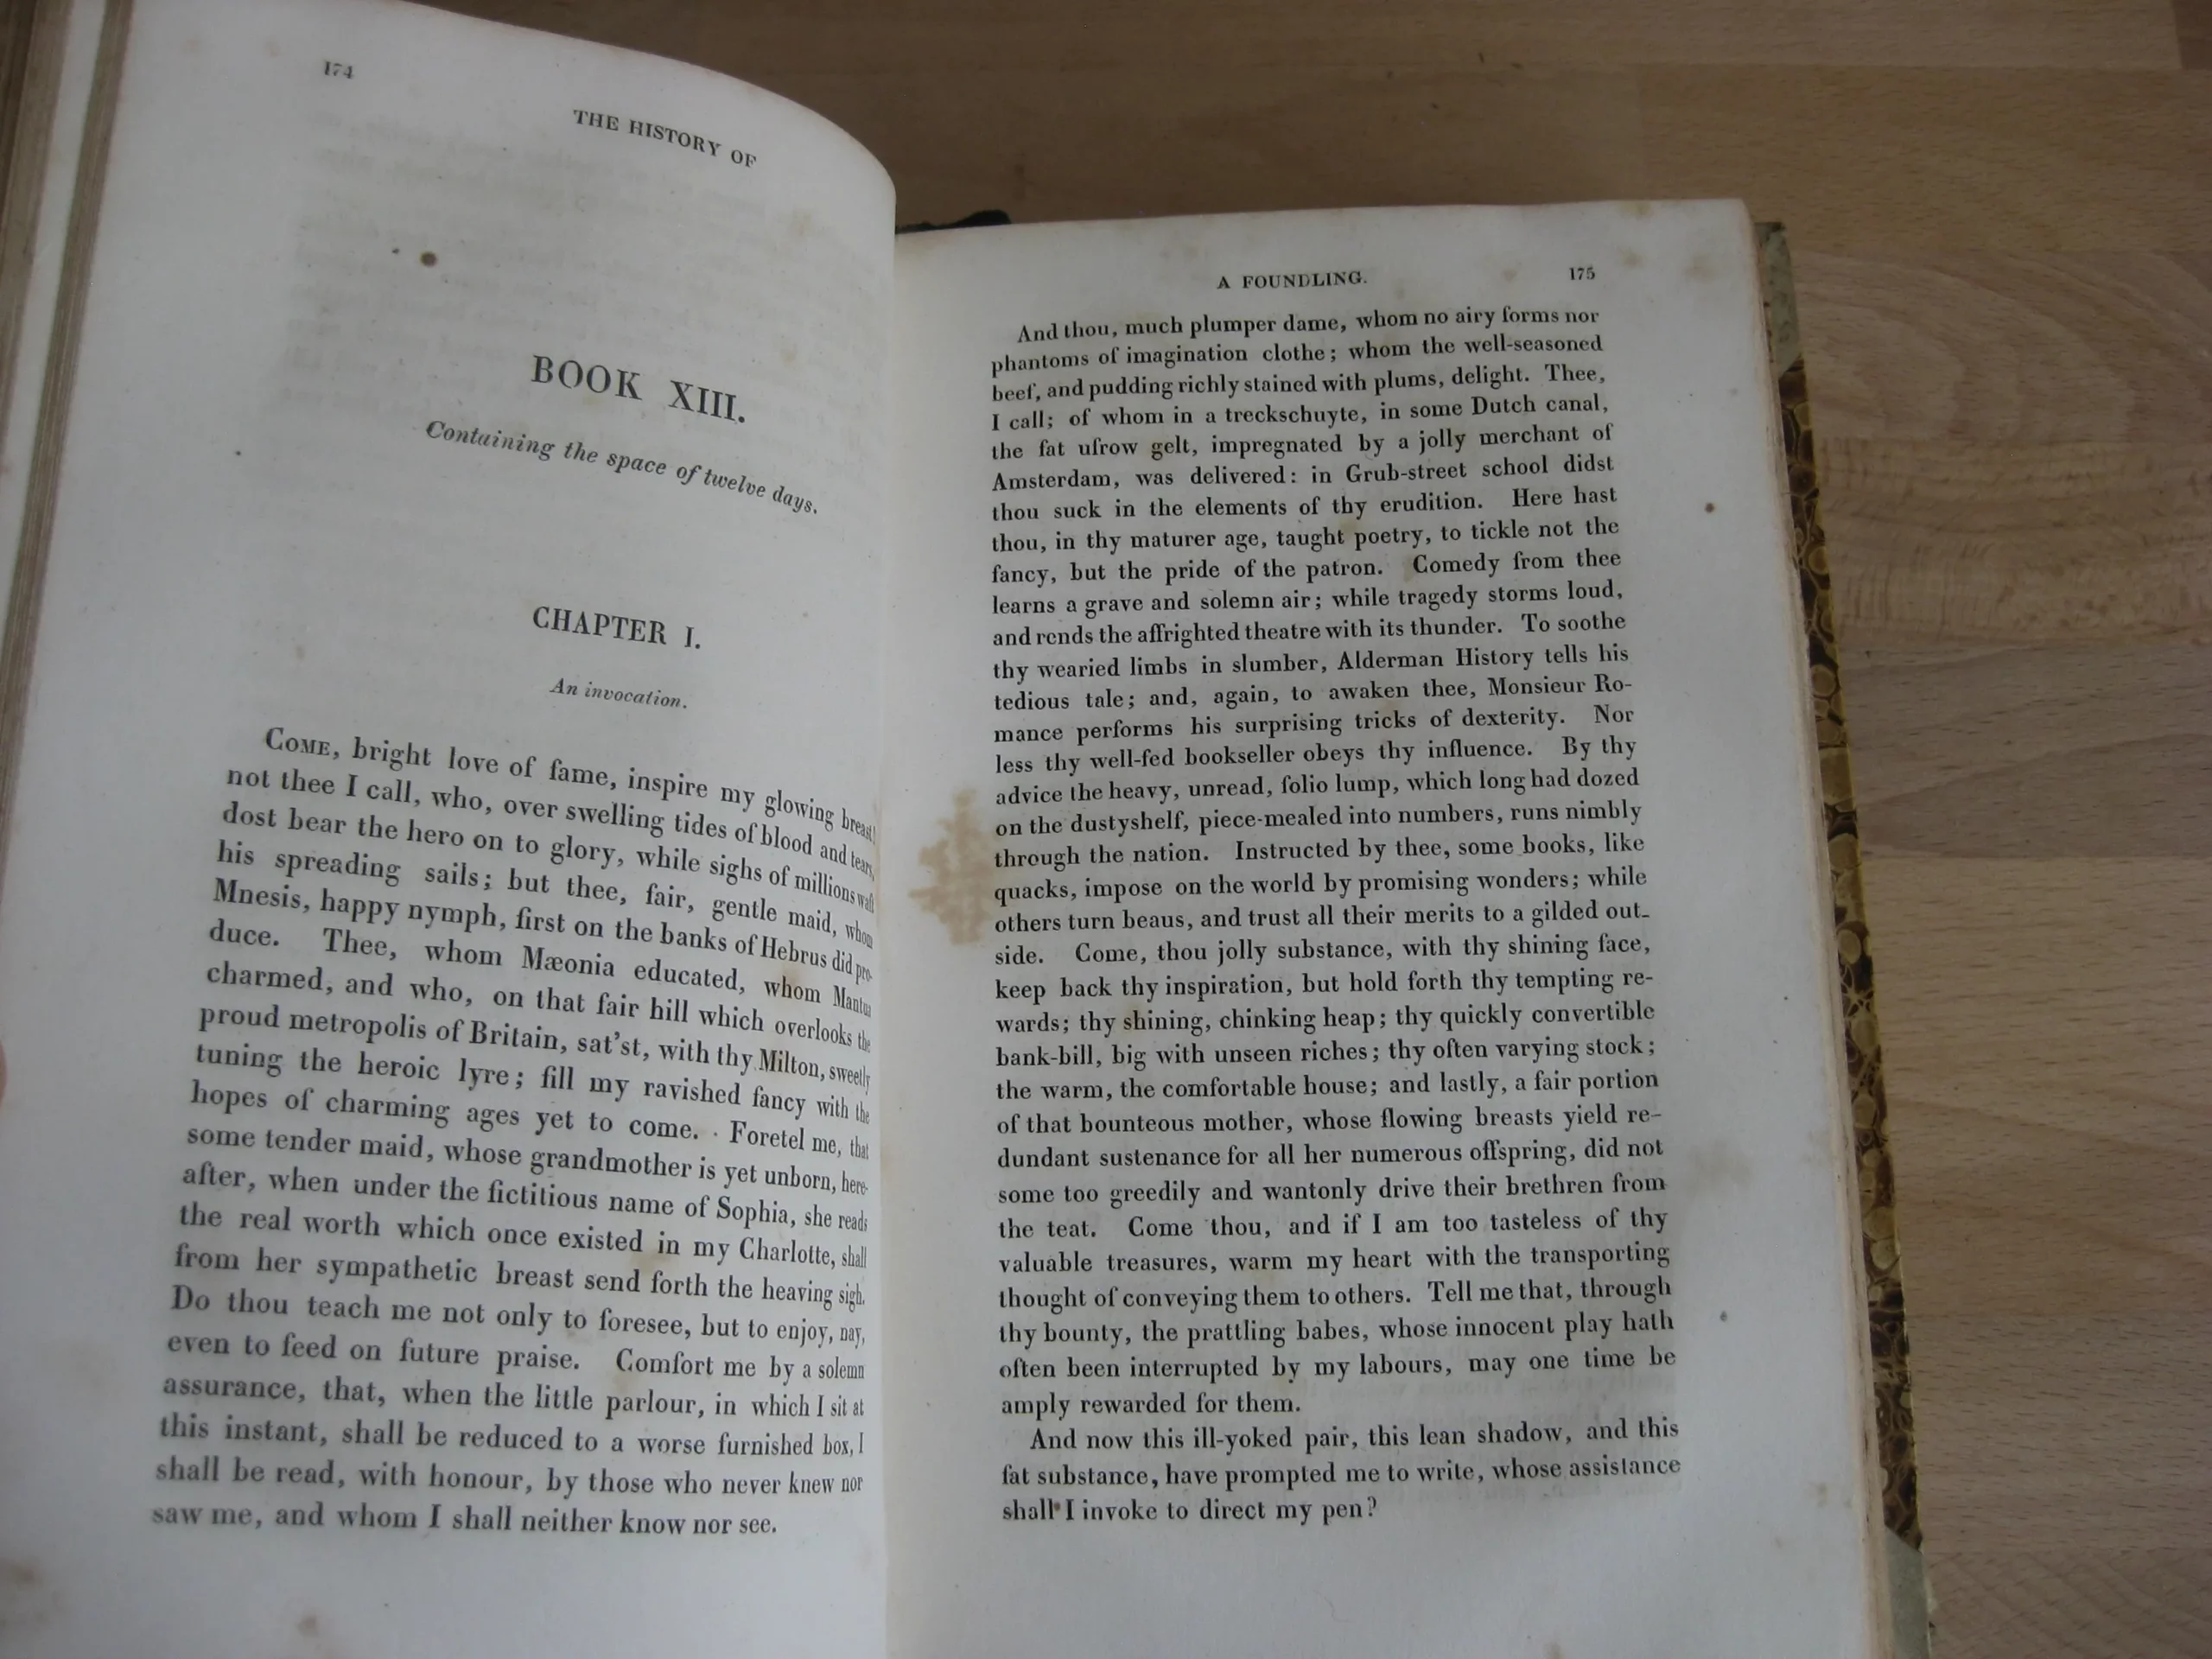 174
THE HISTORY OF
BOOK XIII.
Containing the space of twelve days.
CHAPTER I.
An invocation.
COME, bright love of fame, inspire my glowing breast!
not thee I call, who, over swelling tides of blood and tears,
dost bear the hero on to glory, while sighs of millions waft
his spreading sails; but thee, fair, gentle maid, whom
Mnesis, happy nymph, first on the banks of Hebrus did pro-
duce. Thee, whom Mæonia educated, whom Mantua
charmed, and who, on that fair hill which overlooks the
proud metropolis of Britain, sat'st, with thy Milton, sweetly
tuning the heroic lyre; fill my ravished fancy with the
hopes of charming ages yet to come. Foretel me, that
some tender maid, whose grandmother is yet unborn, here-
after, when under the fictitious name of Sophia, she reads
the real worth which once existed in my Charlotte, shall
from her sympathetic breast send forth the heaving sigh.
Do thou teach me not only to foresee, but to enjoy, nay,
even to feed on future praise. Comfort me by a solemn
assurance, that, when the little parlour, in which I sit at
this instant, shall be reduced to a worse furnished box, I
shall be read, with honour, by those who never knew nor
saw me, and whom I shall neither know nor see.
A FOUNDLING. 175
And thou, much plumper dame, whom no airy forms nor
phantoms of imagination clothe; whom the well-seasoned
beef, and pudding richly stained with plums, delight. Thee,
I call; of whom in a treckschuyte, in some Dutch canal,
the fat ufrow gelt, impregnated by a jolly merchant of
Amsterdam, was delivered: in Grub-street school didst
thou suck in the elements of thy erudition. Here hast
thou, in thy maturer age, taught poetry, to tickle not the
fancy, but the pride of the patron. Comedy from thee
learns a grave and solemn air; while tragedy storms loud,
and rends the affrighted theatre with its thunder. To soothe
thy wearied limbs in slumber, Alderman History tells his
tedious tale; and, again, to awaken thee, Monsieur Ro-
mance performs his surprising tricks of dexterity. Nor
less thy well-fed bookseller obeys thy influence. By thy
advice the heavy, unread, folio lump, which long had dozed
on the dustyshelf, piece-mealed into numbers, runs nimbly
through the nation. Instructed by thee, some books, like
quacks, impose on the world by promising wonders; while
others turn beaus, and trust all their merits to a gilded out-
side. Come, thou jolly substance, with thy shining face,
keep back thy inspiration, but hold forth thy tempting re-
wards; thy shining, chinking heap; thy quickly convertible
bank-bill, big with unseen riches; thy often varying stock;
the warm, the comfortable house; and lastly, a fair portion
of that bounteous mother, whose flowing breasts yield re-
dundant sustenance for all her numerous offspring, did not
some too greedily and wantonly drive their brethren from
the teat. Come thou, and if I am too tasteless of thy
valuable treasures, warm my heart with the transporting
thought of conveying them to others. Tell me that, through
thy bounty, the prattling babes, whose innocent play hath
often been interrupted by my labours, may one time be
amply rewarded for them.
And now this ill-yoked pair, this lean shadow, and this
fat substance, have prompted me to write, whose assistance
shall I invoke to direct my pen?